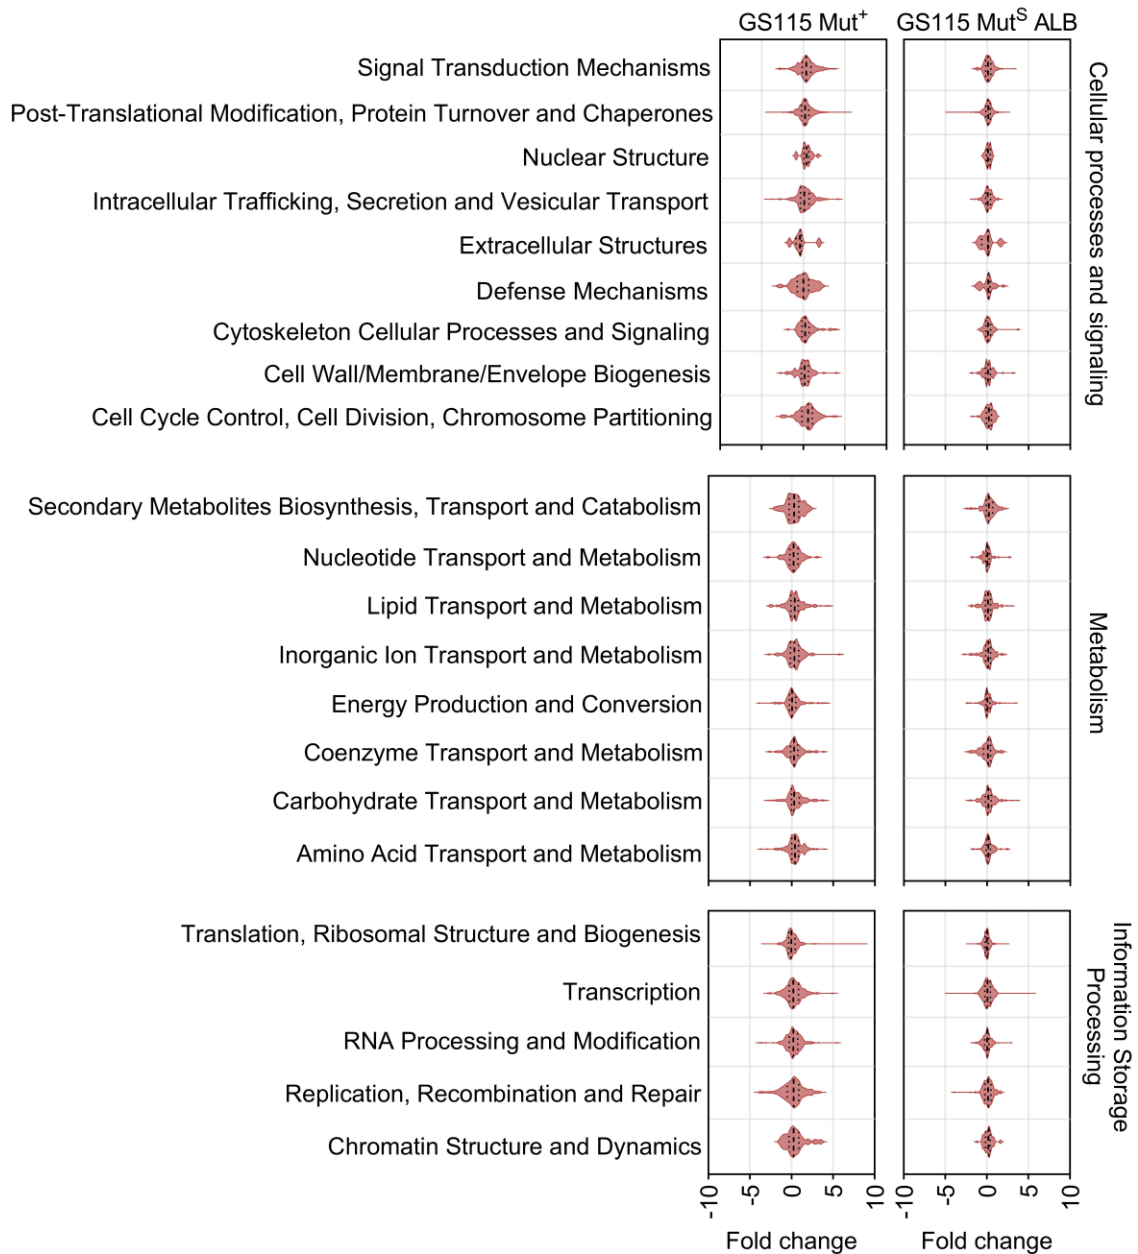 GS115 Mut+ GS115 MutS ALB
Signal Transduction Mechanisms
Post-Translational Modification, Protein Turnover and Chaperones
Nuclear Structure
Intracellular Trafficking, Secretion and Vesicular Transport
Extracellular Structures
Defense Mechanisms
Cytoskeleton Cellular Processes and Signaling
Cell Wall/Membrane/Envelope Biogenesis
Cell Cycle Control, Cell Division, Chromosome Partitioning
Cellular processes and signaling
Secondary Metabolites Biosynthesis, Transport and Catabolism
Nucleotide Transport and Metabolism
Lipid Transport and Metabolism
Inorganic Ion Transport and Metabolism
Energy Production and Conversion
Coenzyme Transport and Metabolism
Carbohydrate Transport and Metabolism
Amino Acid Transport and Metabolism
Metabolism
Translation, Ribosomal Structure and Biogenesis
Transcription
RNA Processing and Modification
Replication, Recombination and Repair
Chromatin Structure and Dynamics
Information Storage
Processing
-10 -5 0 5 10 -10 -5 0 5 10
Fold change Fold change